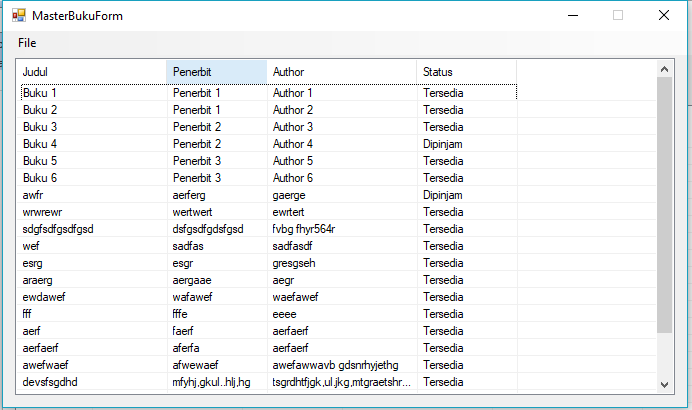 MasterBukuForm
File
Judul Penerbit Author Status
Buku 1 Penerbit 1 Author 1 Tersedia
Buku 2 Penerbit 1 Author 2 Tersedia
Buku 3 Penerbit 2 Author 3 Tersedia
Buku 4 Penerbit 2 Author 4 Dipinjam
Buku 5 Penerbit 3 Author 5 Tersedia
Buku 6 Penerbit 3 Author 6 Tersedia
awfr aerferg gaerge Dipinjam
wrwrewr wertwert ewrtert Tersedia
sdgfsdfgsdfgsd dsfgsdfgdsfgsd fvbg fhyr564r Tersedia
wef sadfas sadfasdf Tersedia
esrg esgr gresgseh Tersedia
araerg aergaae aegr Tersedia
ewdawef wafawef waefawef Tersedia
fff fffe eeee Tersedia
aerf faerf aerfaerf Tersedia
aerfaerf aferfa aerfaerf Tersedia
awefwaef afwewaef awefawwavb gdsnrhyjethg Tersedia
devsfsgdhd mfyhj,gkul..hlj,hg tsgrdhtfjgk,ul.jkg,mtgraetshr... Tersedia